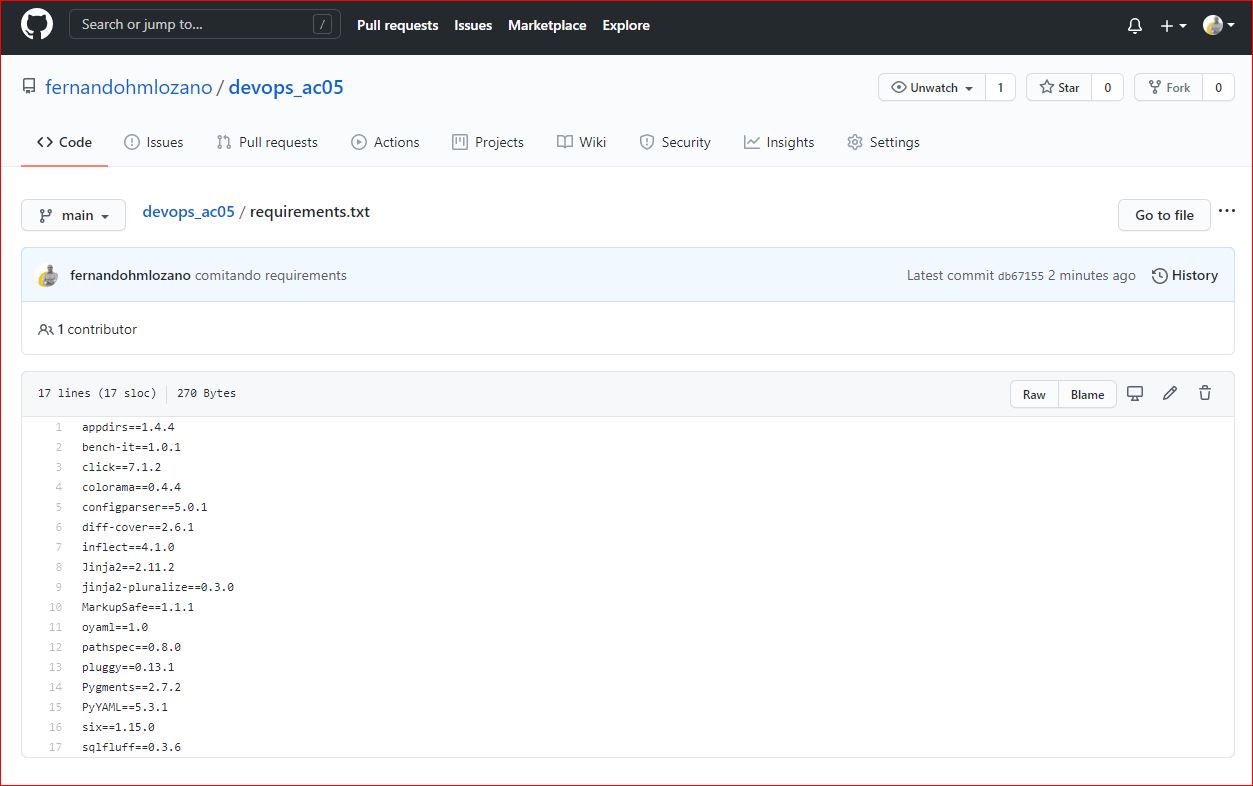 Search or jump to... /
Pull requests Issues Marketplace Explore
fernandohmlozano / devops_ac05
Unwatch 1 Star 0 Fork 0
Code Issues Pull requests Actions Projects Wiki Security Insights Settings
main devops_ac05 / requirements.txt Go to file
fernandohmlozano comitando requirements Latest commit db67155 2 minutes ago History
1 contributor
17 lines (17 sloc) 270 Bytes Raw Blame
1 appdirs==1.4.4
2 bench-it==1.0.1
3 click==7.1.2
4 colorama==0.4.4
5 configparser==5.0.1
6 diff-cover==2.6.1
7 inflect==4.1.0
8 Jinja2==2.11.2
9 jinja2-pluralize==0.3.0
10 MarkupSafe==1.1.1
11 oyaml==1.0
12 pathspec==0.8.0
13 pluggy==0.13.1
14 Pygments==2.7.2
15 PyYAML==5.3.1
16 six==1.15.0
17 sqlfluff==0.3.6